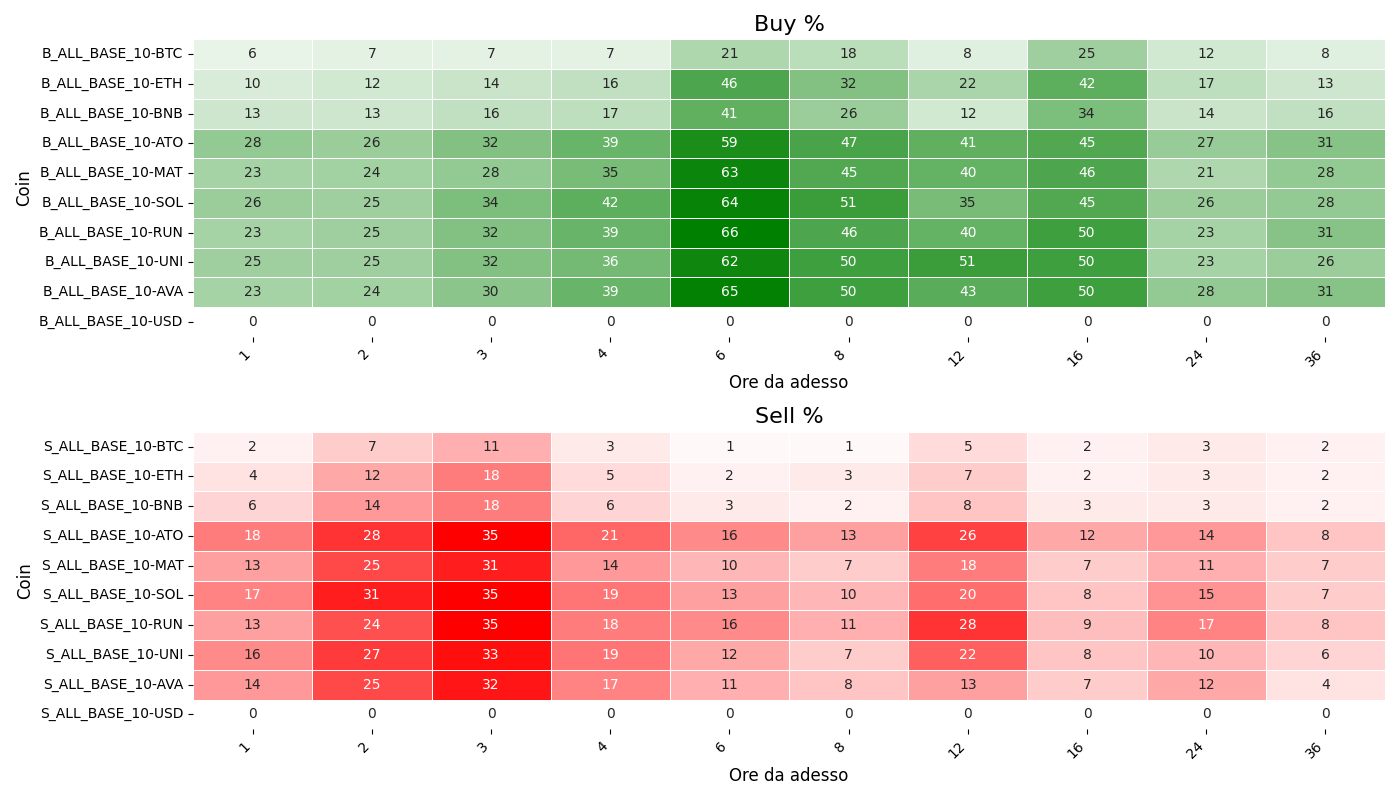 Buy %
Coin
B_ALL_BASE_10-BTC 6 7 7 7 21 18 8 25 12 8
B_ALL_BASE_10-ETH 10 12 14 16 46 32 22 42 17 13
B_ALL_BASE_10-BNB 13 13 16 17 41 26 12 34 14 16
B_ALL_BASE_10-ATO 28 26 32 39 59 47 41 45 27 31
B_ALL_BASE_10-MAT 23 24 28 35 63 45 40 46 21 28
B_ALL_BASE_10-SOL 26 25 34 42 64 51 35 45 26 28
B_ALL_BASE_10-RUN 23 25 32 39 66 46 40 50 23 31
B_ALL_BASE_10-UNI 25 25 32 36 62 50 51 50 23 26
B_ALL_BASE_10-AVA 23 24 30 39 65 50 43 50 28 31
B_ALL_BASE_10-USD 0 0 0 0 0 0 0 0 0 0
1 2 3 4 6 8 12 16 24 36
Ore da adesso
Sell %
Coin
S_ALL_BASE_10-BTC 2 7 11 3 1 1 5 2 3 2
S_ALL_BASE_10-ETH 4 12 18 5 2 3 7 2 3 2
S_ALL_BASE_10-BNB 6 14 18 6 3 2 8 3 3 2
S_ALL_BASE_10-ATO 18 28 35 21 16 13 26 12 14 8
S_ALL_BASE_10-MAT 13 25 31 14 10 7 18 7 11 7
S_ALL_BASE_10-SOL 17 31 35 19 13 10 20 8 15 7
S_ALL_BASE_10-RUN 13 24 35 18 16 11 28 9 17 8
S_ALL_BASE_10-UNI 16 27 33 19 12 7 22 8 10 6
S_ALL_BASE_10-AVA 14 25 32 17 11 8 13 7 12 4
S_ALL_BASE_10-USD 0 0 0 0 0 0 0 0 0 0
1 2 3 4 6 8 12 16 24 36
Ore da adesso